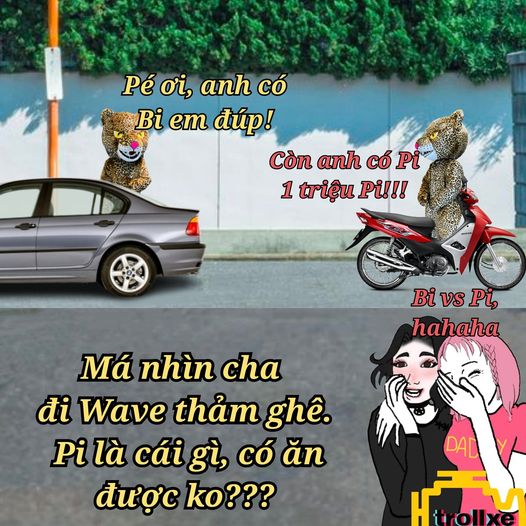 Pé ơi, anh có
Bi em đúp!
Còn anh có Pi
1 triệu Pi!!!
Bi vs Pi,
hahaha
Má nhìn cha
đi Wave thảm ghê.
Pi là cái gì, có ăn
được ko???
DADDY
trollxe